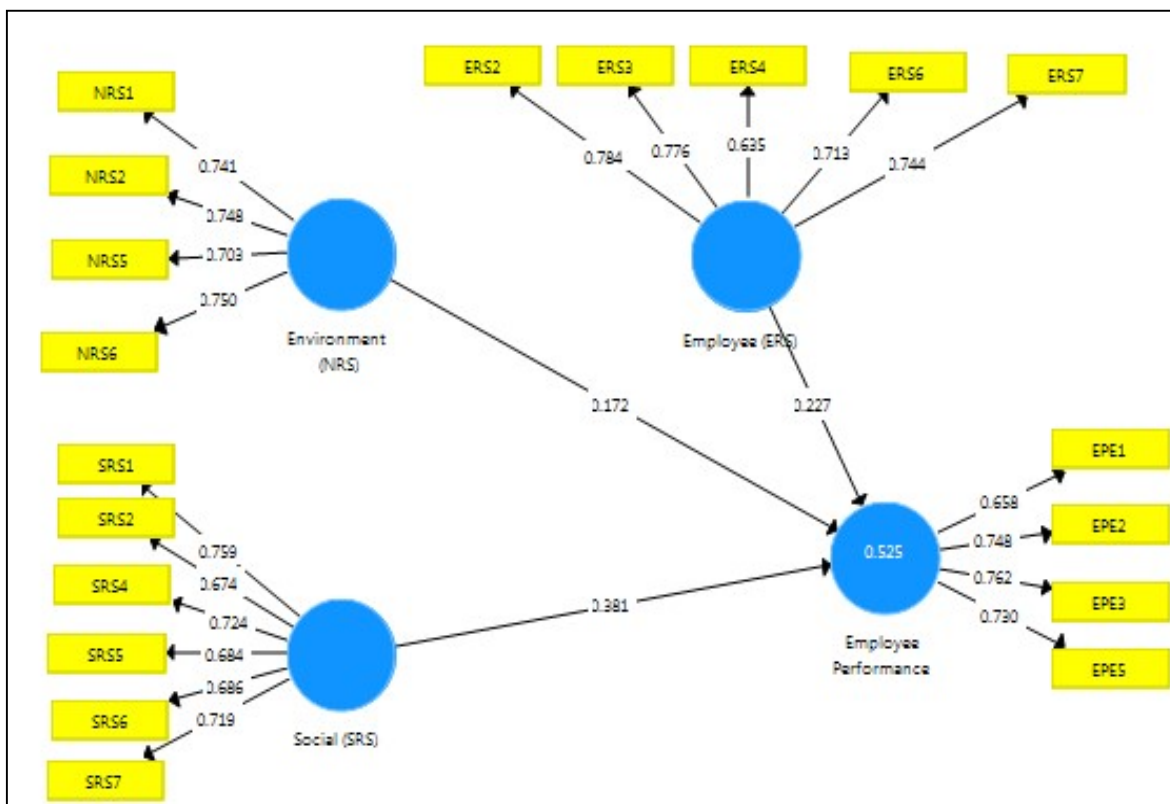 ERS2
ERS3
ERS4
ERS6
ERS7
NRS1
NRS2
NRS5
NRS6
0.741
0.748
0.703
0.750
0.784
0.776
0.635
0.713
0.744
Environment
(NRS)
Employee (ERS)
0.172
0.227
SRS1
SRS2
SRS4
SRS5
SRS6
SRS7
0.759
0.674
0.724
0.684
0.686
0.719
Social (SRS)
0.381
0.525
Employee
Performance
0.658
0.748
0.762
0.730
EPE1
EPE2
EPE3
EPE5